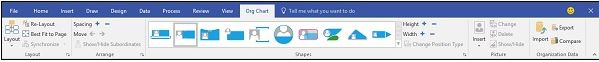 File Home Insert Draw Design Data Process Review View Org Chart Tell me what you want to do
Layout
Re-Layout
Best Fit to Page
Synchronize
Layout
Spacing
Move
Show/Hide Subordinates
Arrange
Shapes
Height
Width
Change Position Type
Insert
Change
Delete
Show/Hide
Picture
Import
Export
Compare
Organization Data